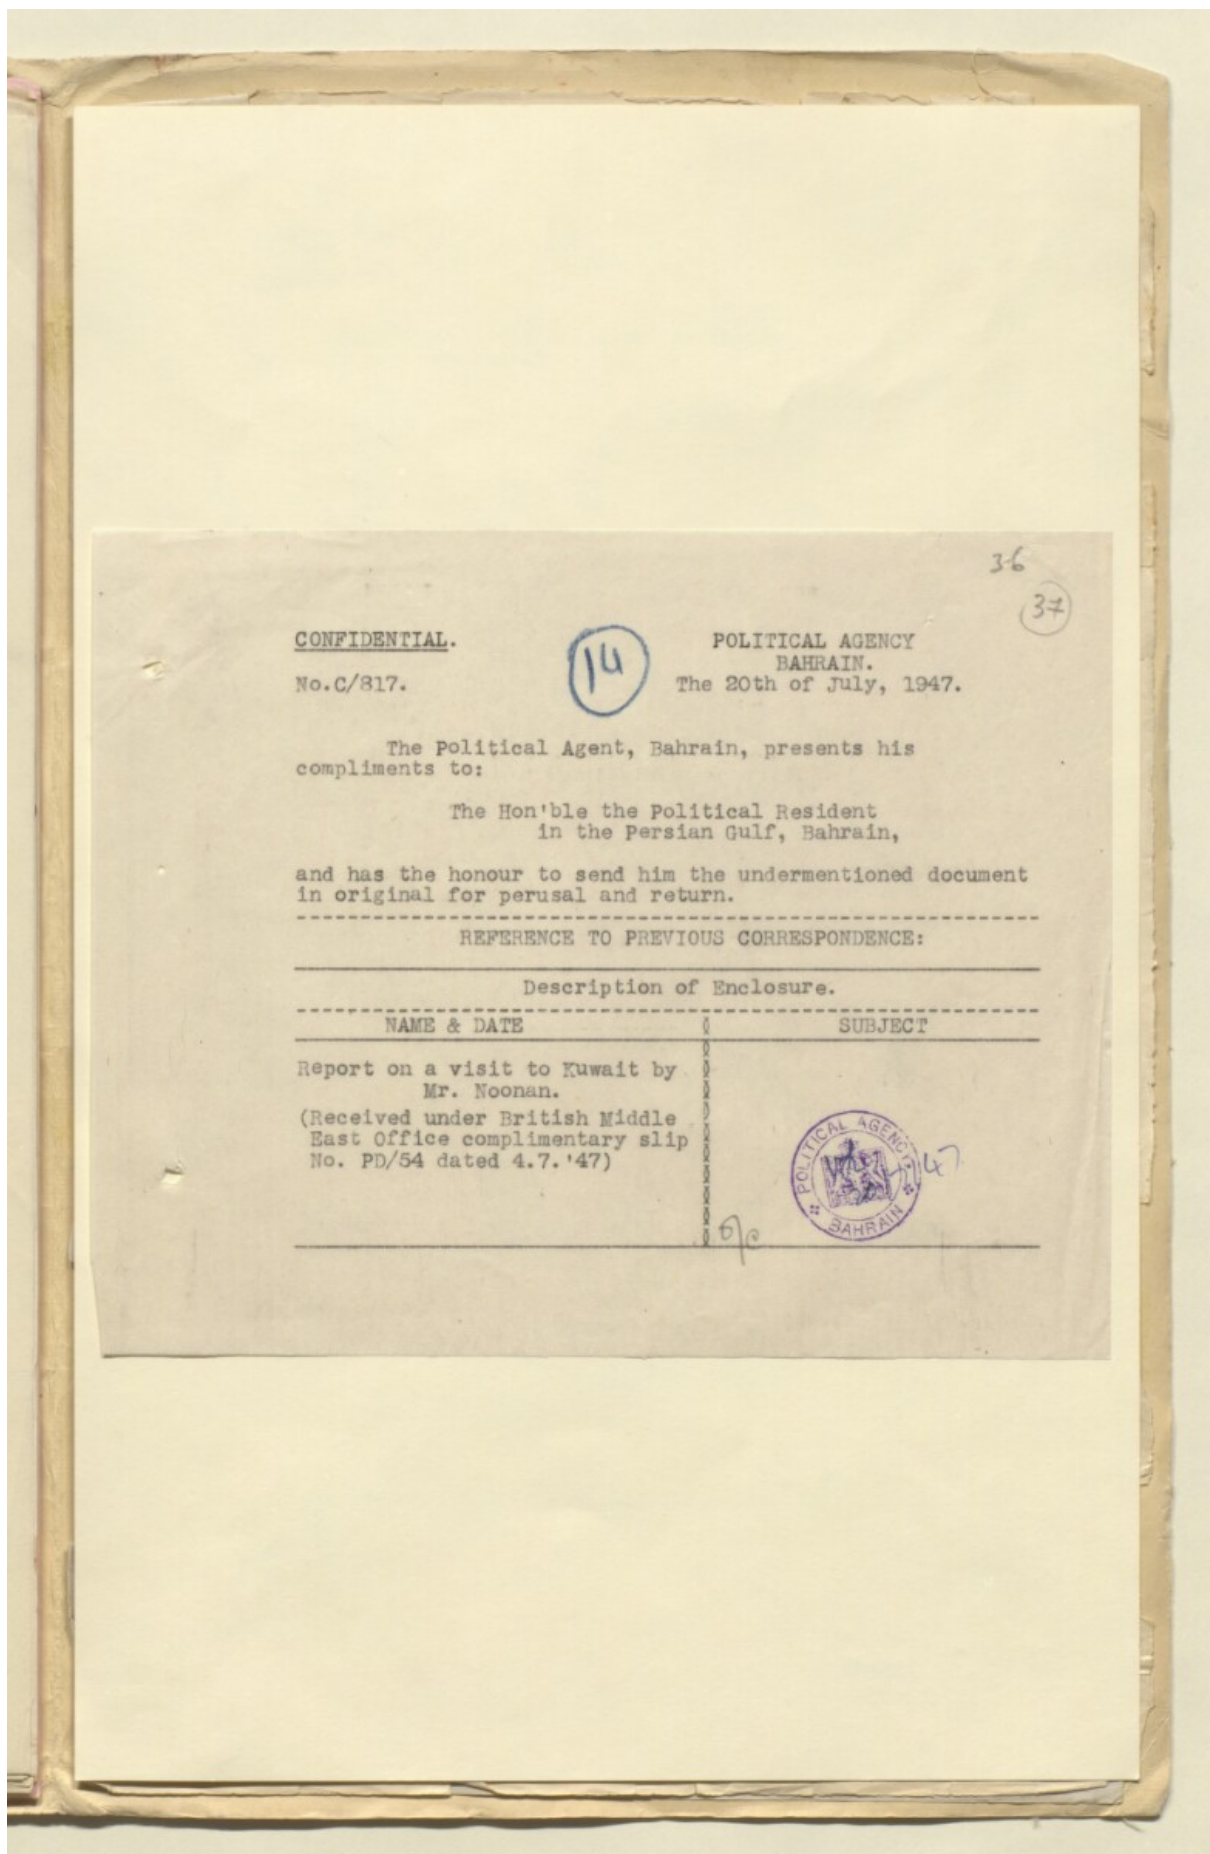 36
37
CONFIDENTIAL.
14
POLITICAL AGENCY
BAHRAIN.
No.C/817.
The 20th of July, 1947.
The Political Agent, Bahrain, presents his
compliments to:
The Hon'ble the Political Resident
in the Persian Gulf, Bahrain,
and has the honour to send him the undermentioned document
in original for perusal and return.
REFERENCE TO PREVIOUS CORRESPONDENCE:
Description of Enclosure.
NAME & DATE
SUBJECT
Report on a visit to Kuwait by
Mr. Noonan.
(Received under British Middle
East Office complimentary slip
No. PD/54 dated 4.7.'47)
POLITICAL AGENCY
BAHRAIN
47